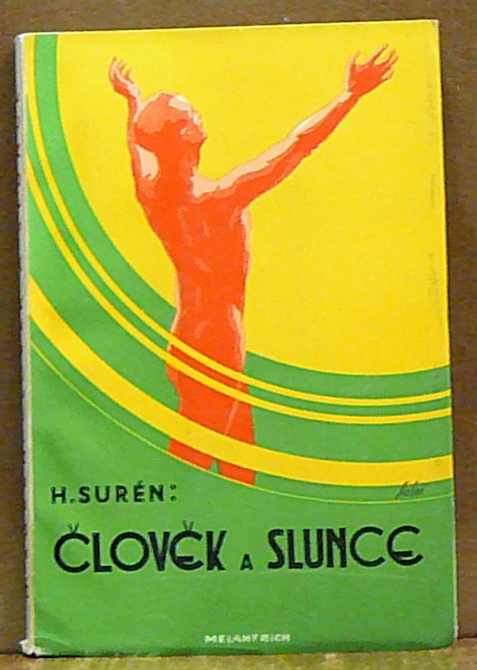 H. SURÉN:
ČLOVĚK A SLUNCE
MELANTRICH